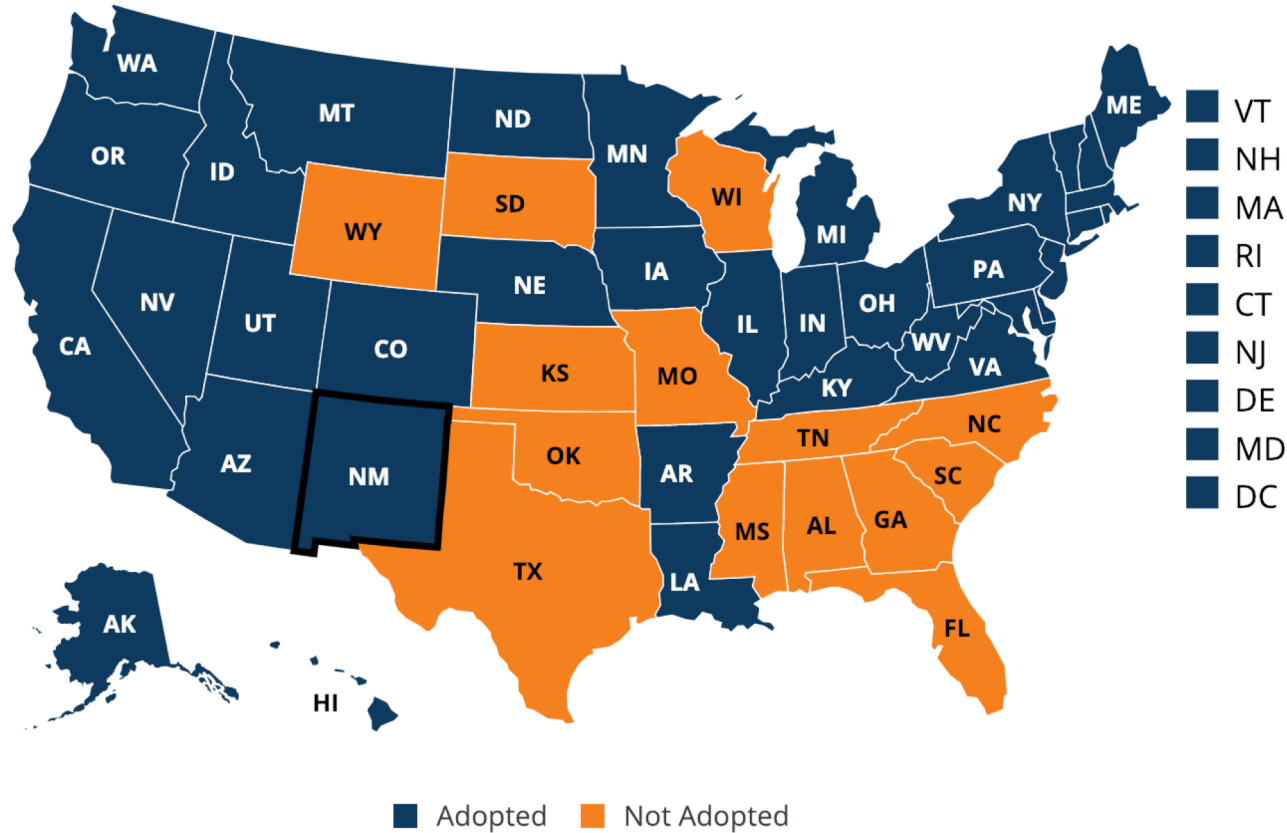 WA
MT
ND
MN
ME
VT
OR
ID
NH
SD
WI
NY
MA
WY
MI
RI
NE
IA
PA
CT
NV
UT
IL
IN
OH
NJ
CA
CO
WV
VA
DE
KS
MO
KY
MD
AZ
NM
OK
AR
TN
NC
DC
SC
MS
AL
GA
TX
LA
AK
FL
HI
Adopted
Not Adopted